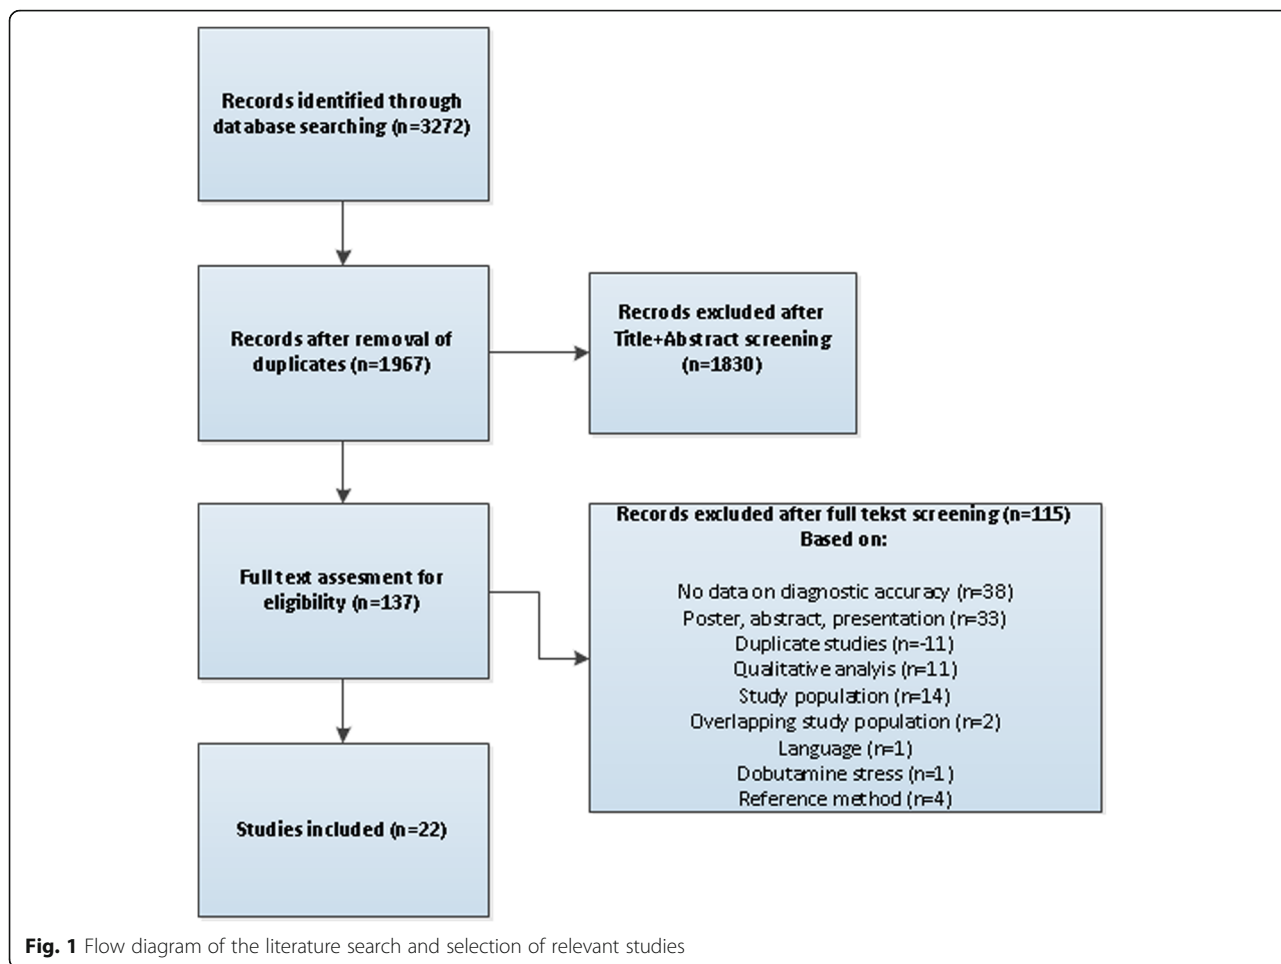 Records identified through
database searching (n=3272)
Records after removal of
duplicates (n=1967)
Recrods excluded after
Title+Abstract screening
(n=1830)
Full text assesment for
eligibility (n=137)
Records excluded after full tekst screening (n=115)
Based on:
No data on diagnostic accuracy (n=38)
Poster, abstract, presentation (n=33)
Duplicate studies (n=-11)
Qualitative analyis (n=11)
Study population (n=14)
Overlapping study population (n=2)
Language (n=1)
Dobutamine stress (n=1)
Reference method (n=4)
Studies included (n=22)
Fig. 1 Flow diagram of the literature search and selection of relevant studies